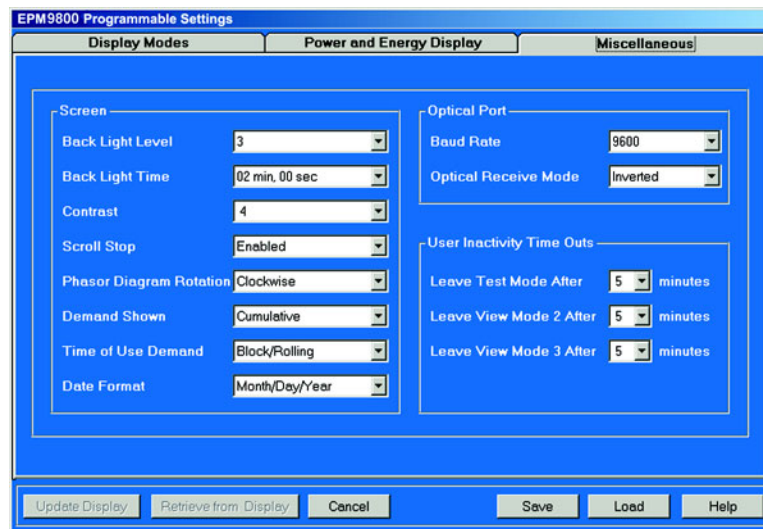 EPM9800 Programmable Settings
Display Modes
Power and Energy Display
Miscellaneous
Screen
Back Light Level 3
Back Light Time 02 min, 00 sec
Contrast 4
Scroll Stop Enabled
Phasor Diagram Rotation Clockwise
Demand Shown Cumulative
Time of Use Demand Block/Rolling
Date Format Month/Day/Year
Optical Port
Baud Rate 9600
Optical Receive Mode Inverted
User Inactivity Time Outs
Leave Test Mode After 5 minutes
Leave View Mode 2 After 5 minutes
Leave View Mode 3 After 5 minutes
Update Display
Retrieve from Display
Cancel
Save
Load
Help